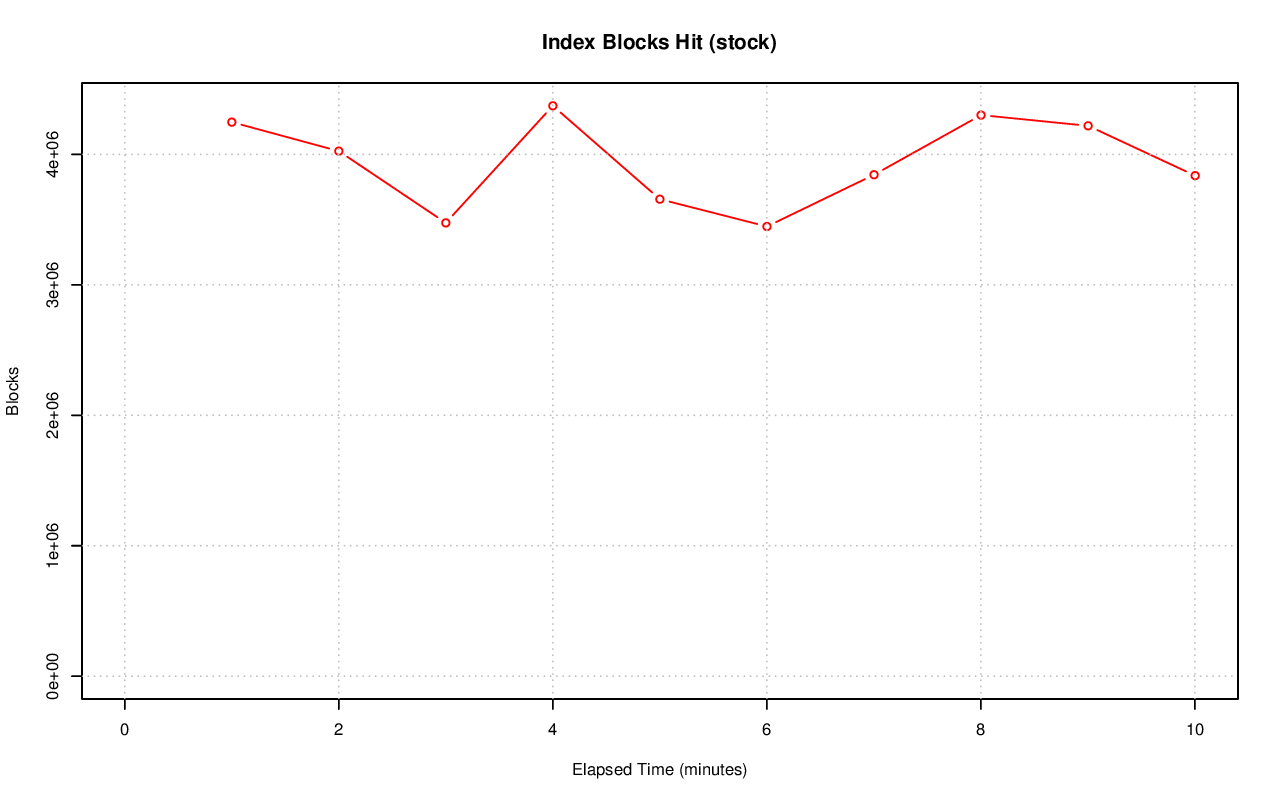 Index Blocks Hit (stock)
Blocks
4e+06
3e+06
2e+06
1e+06
0e+00
0 2 4 6 8 10
Elapsed Time (minutes)